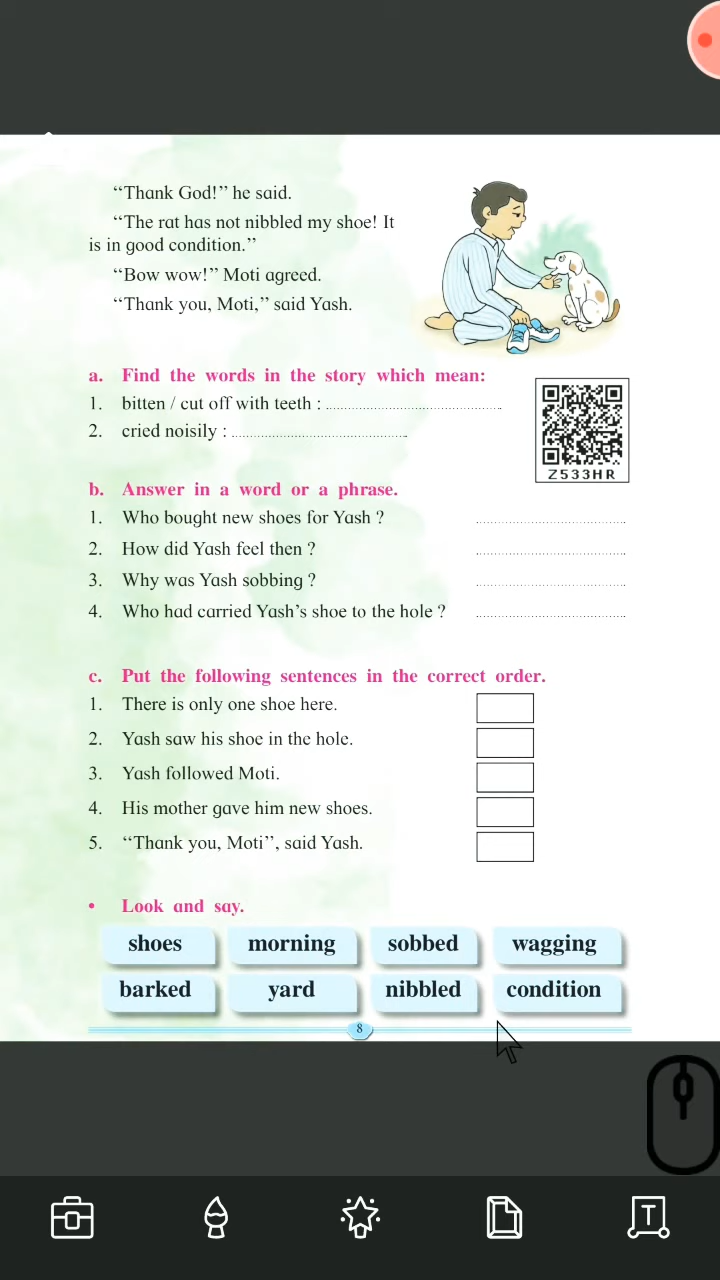 ‘‘Thank God!’’ he said.
‘‘The rat has not nibbled my shoe! It
is in good condition.’’
‘‘Bow wow!’’ Moti agreed.
‘‘Thank you, Moti,’’ said Yash.
a. Find the words in the story which mean:
1. bitten / cut off with teeth : ..................................................
2. cried noisily : ..................................................
Z533HR
b. Answer in a word or a phrase.
1. Who bought new shoes for Yash ? ..........................................
2. How did Yash feel then ? ..........................................
3. Why was Yash sobbing ? ..........................................
4. Who had carried Yash’s shoe to the hole ? ..........................................
c. Put the following sentences in the correct order.
1. There is only one shoe here.
2. Yash saw his shoe in the hole.
3. Yash followed Moti.
4. His mother gave him new shoes.
5. ‘‘Thank you, Moti’’, said Yash.
• Look and say.
shoes morning sobbed wagging
barked yard nibbled condition
8
T